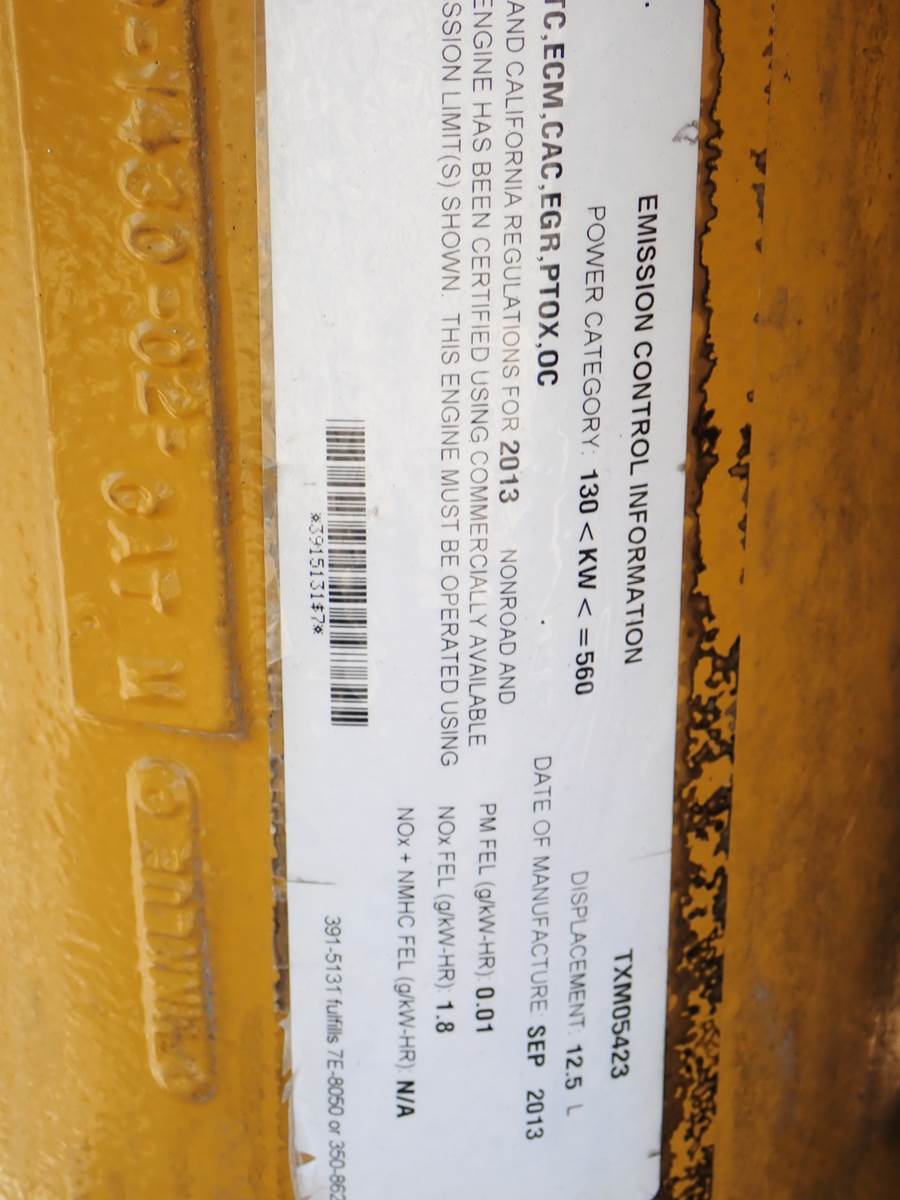 EMISSION CONTROL INFORMATION
TXM05423
POWER CATEGORY: 130 < KW < = 560
DISPLACEMENT: 12.5 L
TC,ECM,CAC,EGR,PTOX,OC
DATE OF MANUFACTURE: SEP 2013
AND CALIFORNIA REGULATIONS FOR 2013 NONROAD AND
PM FEL (g/kW-HR): 0.01
ENGINE HAS BEEN CERTIFIED USING COMMERCIALLY AVAILABLE
NOx FEL (g/kW-HR): 1.8
SSION LIMIT(S) SHOWN. THIS ENGINE MUST BE OPERATED USING
NOx + NMHC FEL (g/kW-HR): N/A
*3915131$7*
391-5131 fulfills 7E-8050 or 350-862